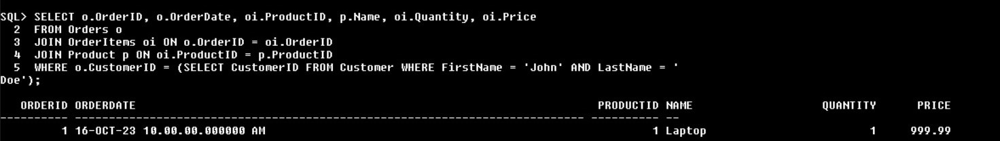 SQL> SELECT o.OrderID, o.OrderDate, oi.ProductID, p.Name, oi.Quantity, oi.Price
  2  FROM Orders o
  3  JOIN OrderItems oi ON o.OrderID = oi.OrderID
  4  JOIN Product p ON oi.ProductID = p.ProductID
  5  WHERE o.CustomerID = (SELECT CustomerID FROM Customer WHERE FirstName = 'John' AND LastName = '
Doe');
   ORDERID ORDERDATE                                                                    PRODUCTID NAME                   QUANTITY      PRICE
---------- --------------------------------------------------------------------------- ---------- --
         1 16-OCT-23 10.00.00.000000 AM                                                         1 Laptop                        1     999.99